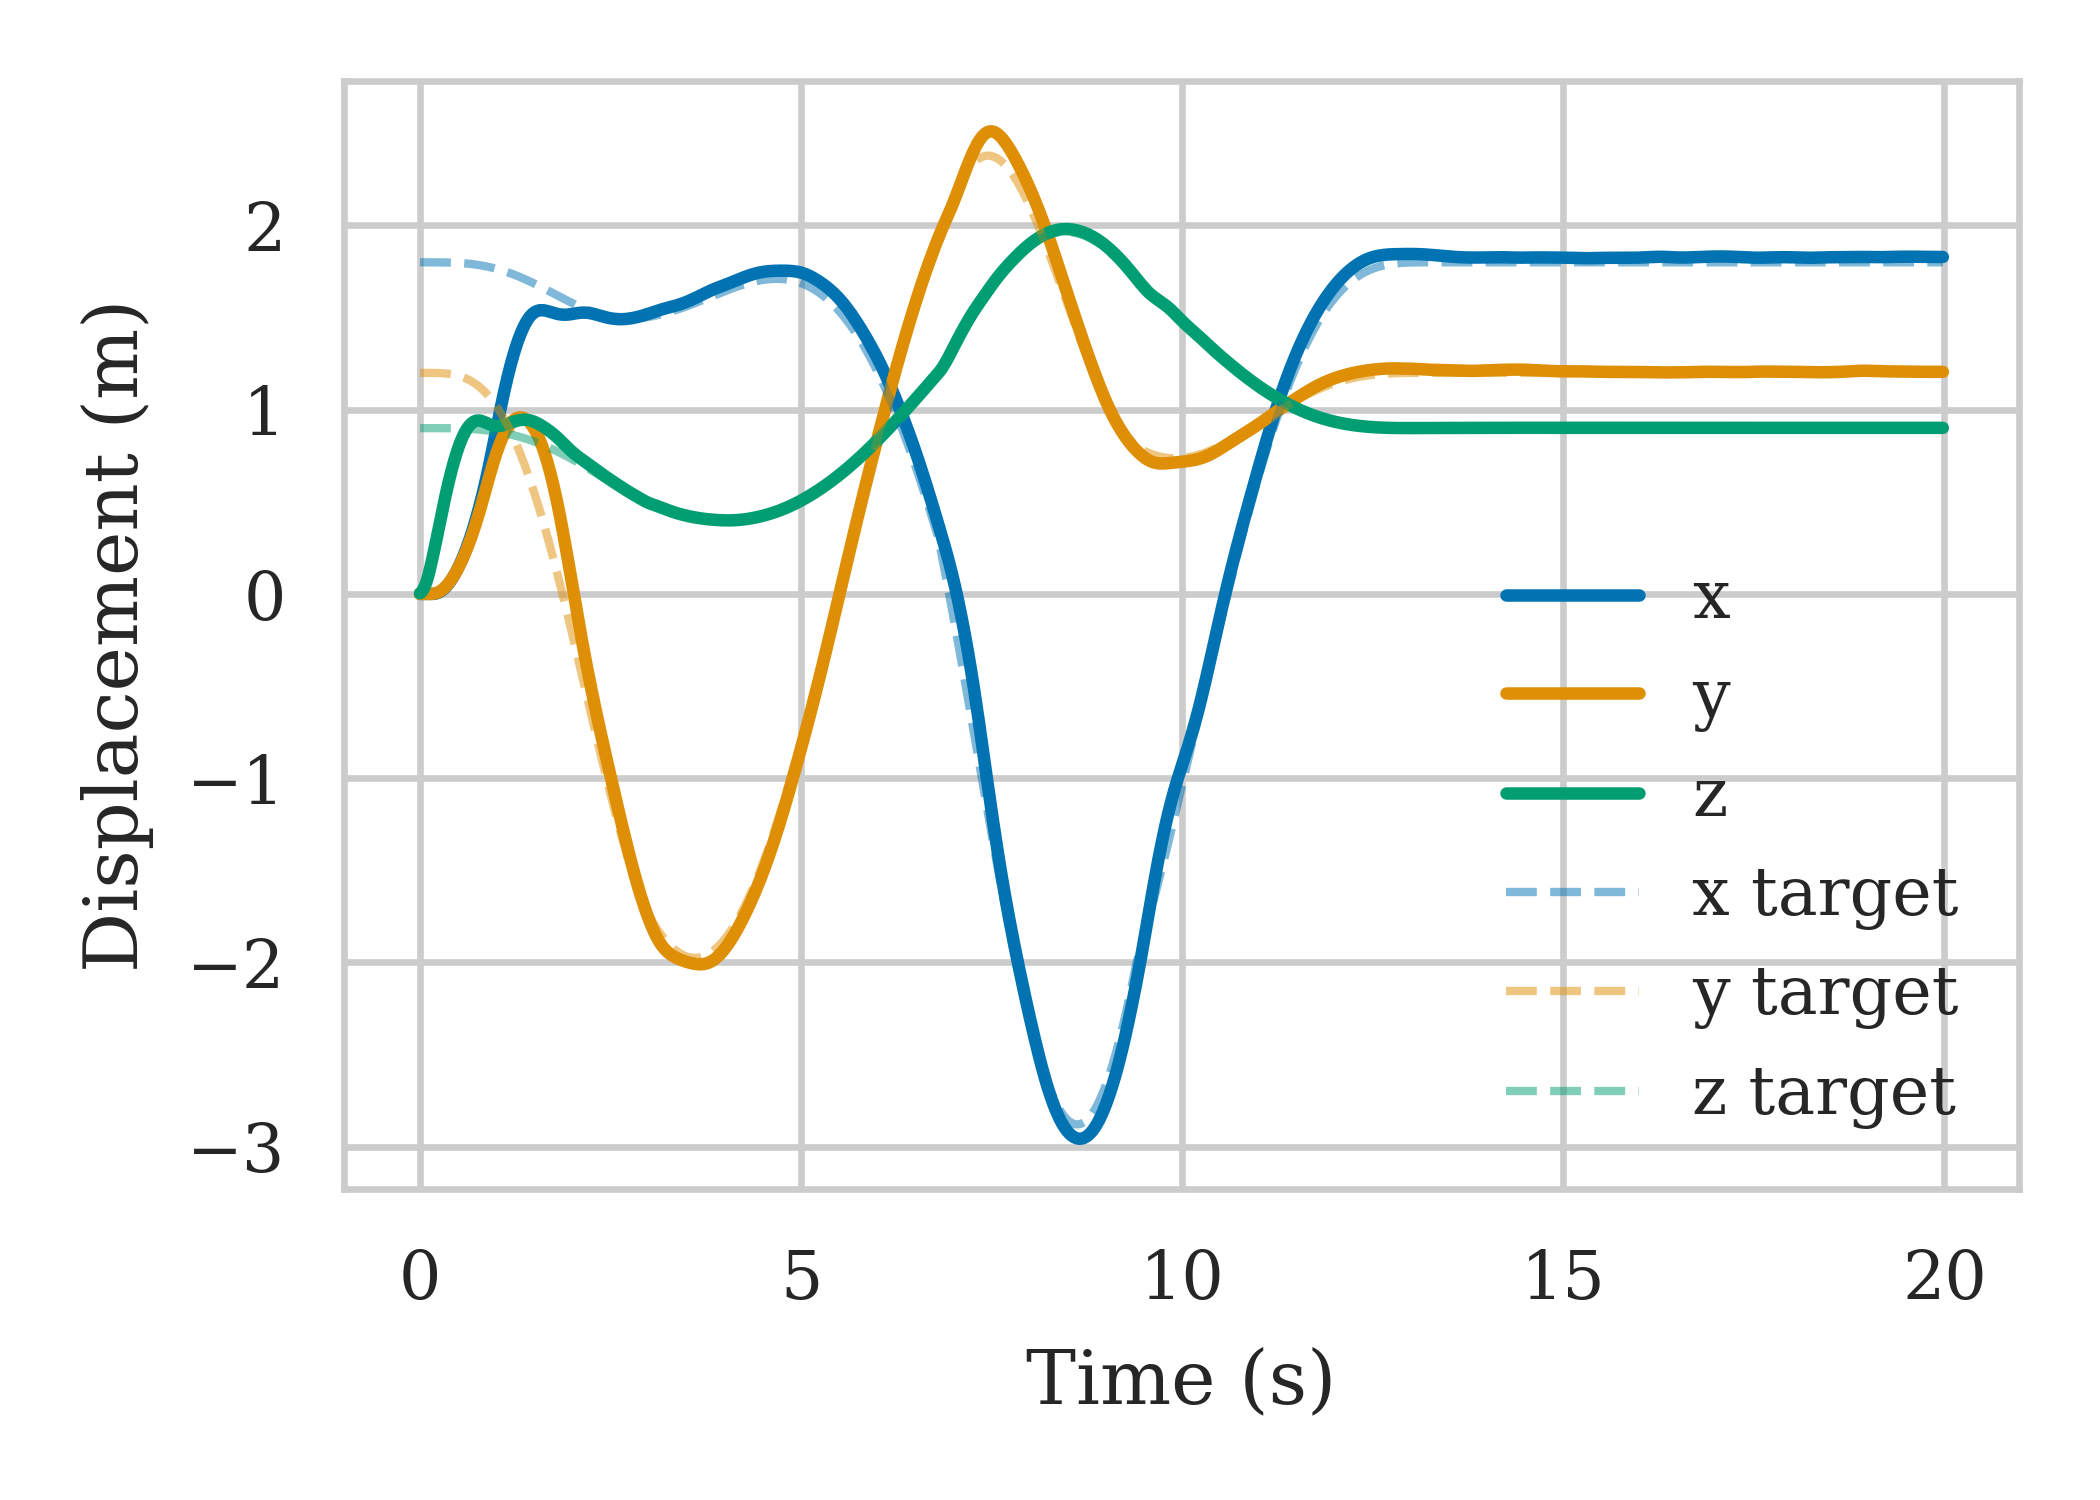 Displacement (m)
2
1
0
−1
−2
−3
0 5 10 15 20
Time (s)
x
y
z
x target
y target
z target